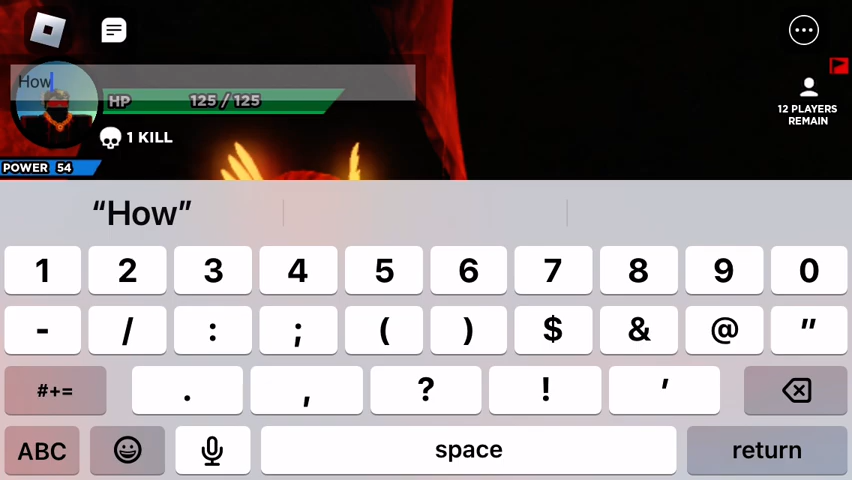 How
HP 125 / 125
1 KILL
POWER 54
12 PLAYERS
REMAIN
“How”
1 2 3 4 5 6 7 8 9 0
- / : ; ( ) $ & @ "
#+= . , ? ! '
ABC space return